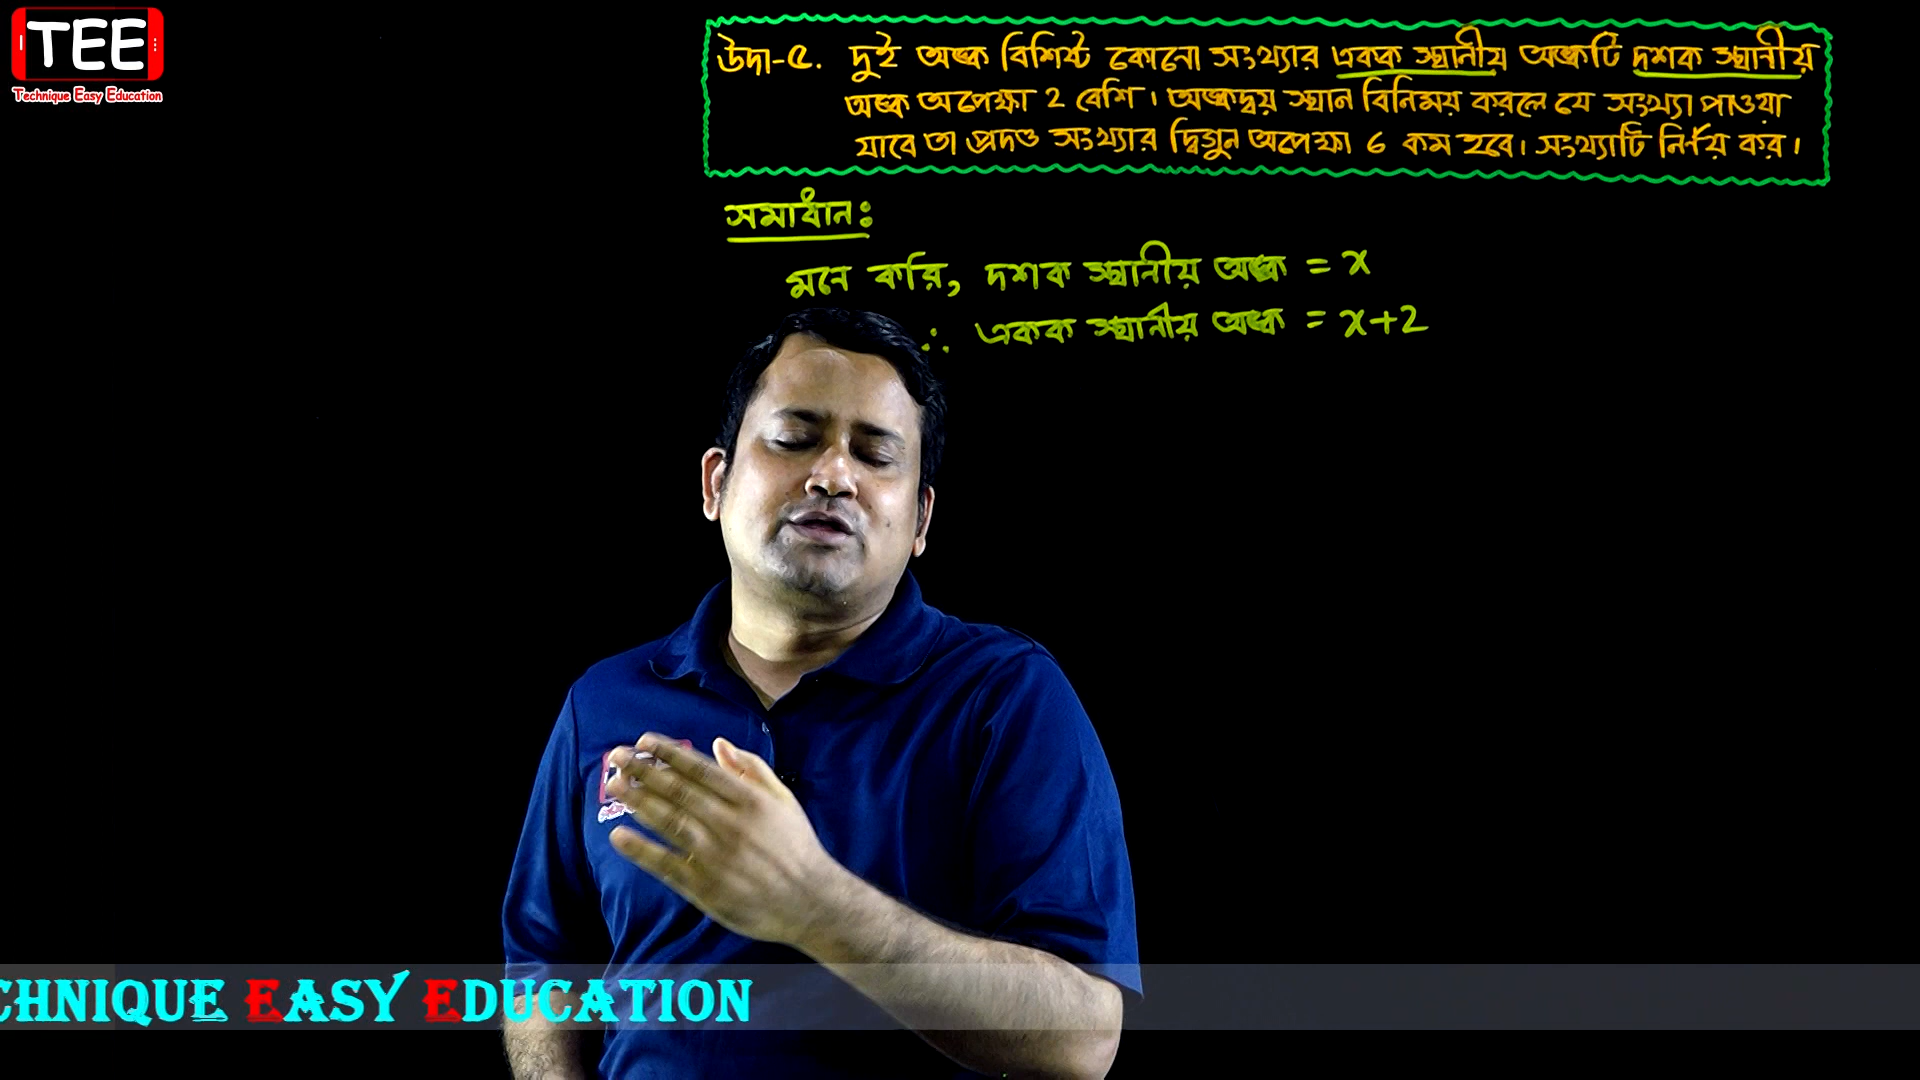 TEE
Technique Easy Education
উদা-৫. দুই অঙ্ক বিশিষ্ট কোনো সংখ্যার একক স্থানীয় অঙ্কটি দশক স্থানীয়
অঙ্ক অপেক্ষা 2 বেশি। অঙ্কদ্বয় স্থান বিনিময় করলে যে সংখ্যা পাওয়া
যাবে তা প্রদত্ত সংখ্যার দ্বিগুন অপেক্ষা 6 কম হবে। সংখ্যাটি নির্ণয় কর।
সমাধান:
মনে করি, দশক স্থানীয় অঙ্ক = x
∴ একক স্থানীয় অঙ্ক = x+2
CHNIQUE EASY EDUCATION